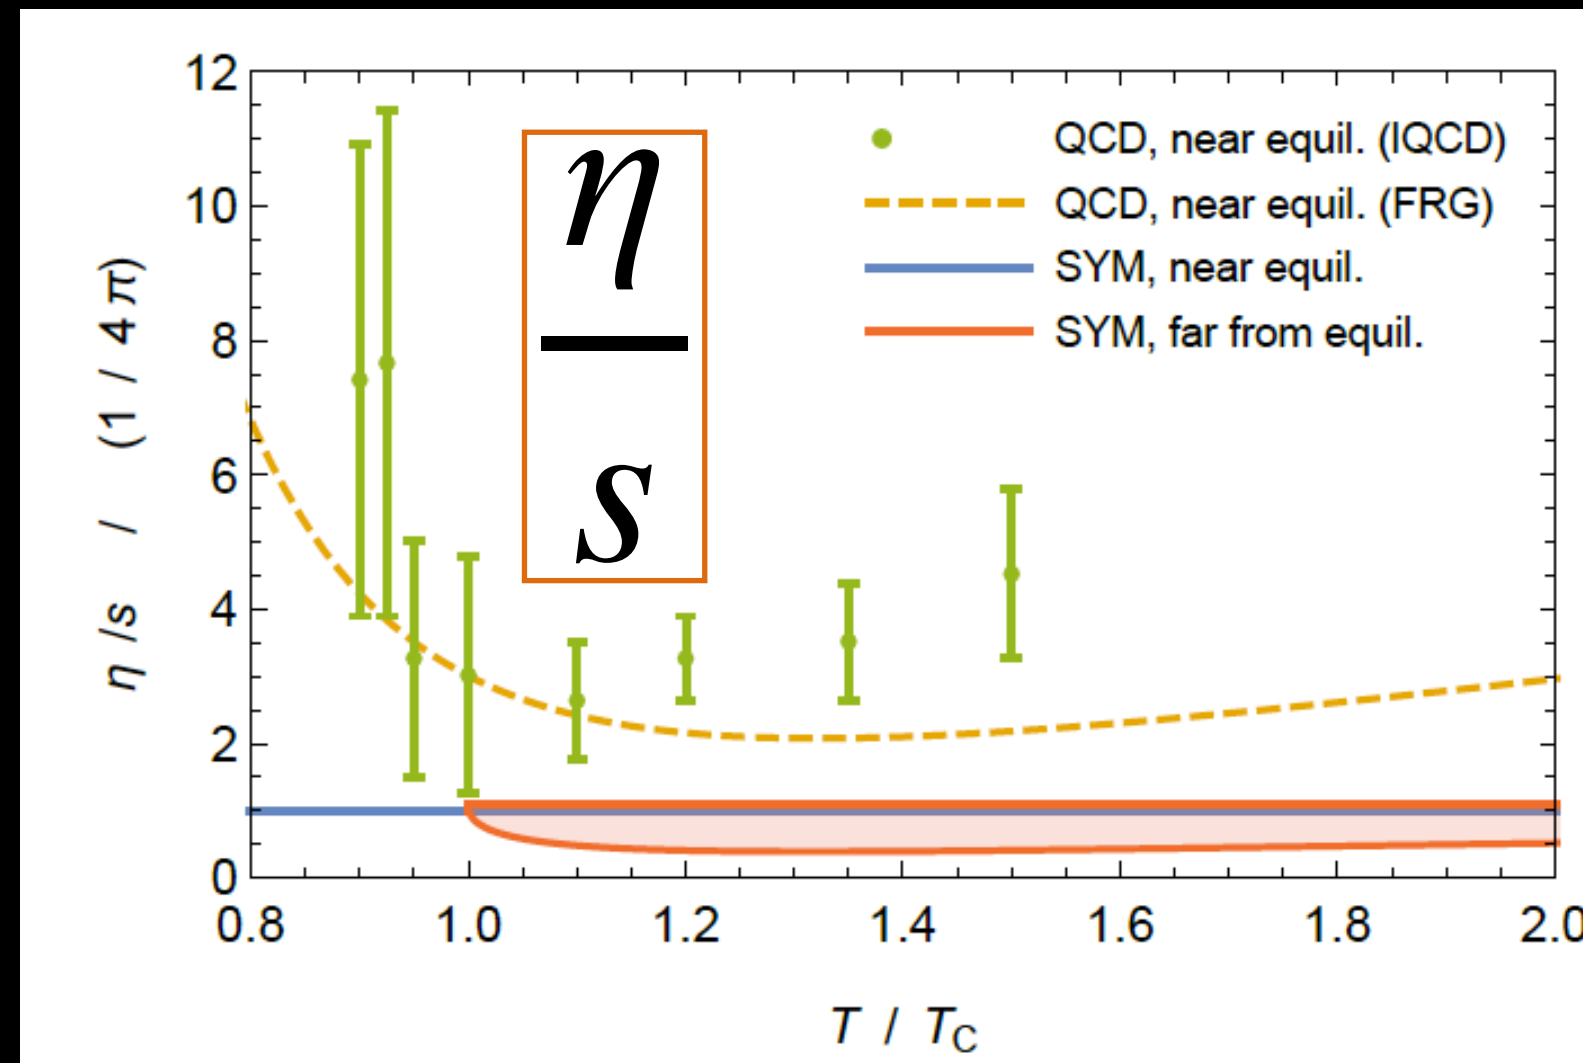 12
10
8
6
4
2
0
0.8 1.0 1.2 1.4 1.6 1.8 2.0
η /s / (1 / 4 π)
T / TC
η
s
QCD, near equil. (lQCD)
QCD, near equil. (FRG)
SYM, near equil.
SYM, far from equil.